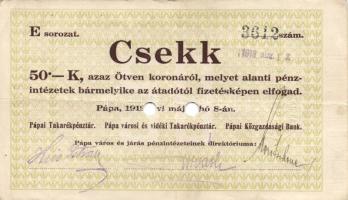 E sorozat. 3612 szám.
Csekk
50·— K, azaz Ötven koronáról, melyet alanti pénz-
intézetek bármelyike az átadótól fizetésképen elfogad.
Pápa, 191 vi máj hó 8-án.
Pápai Takarékpénztár. Pápa városi és vidéki Takarékpénztár. Pápai Közgazdasági Bank.
Pápa város és járás pénzintézeteinek direktóriuma: